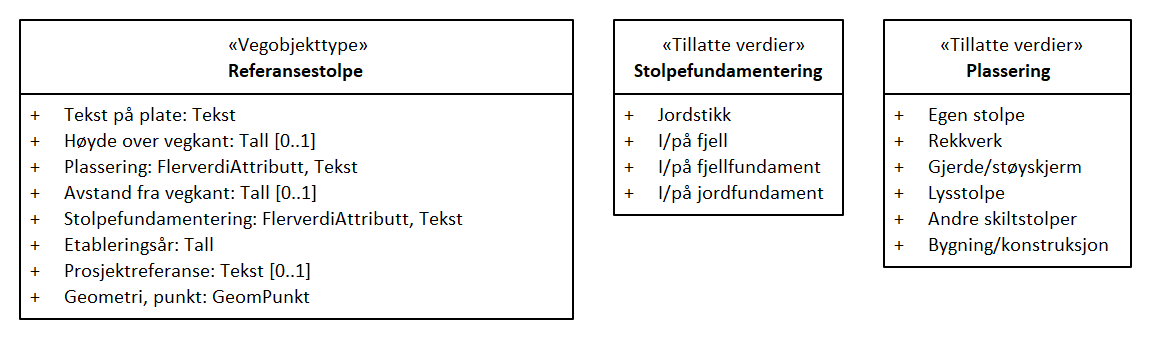 «Vegobjekttype»
Referansestolpe
+ Tekst på plate: Tekst
+ Høyde over vegkant: Tall [0..1]
+ Plassering: FlerverdiAttributt, Tekst
+ Avstand fra vegkant: Tall [0..1]
+ Stolpefundamentering: FlerverdiAttributt, Tekst
+ Etableringsår: Tall
+ Prosjektreferanse: Tekst [0..1]
+ Geometri, punkt: GeomPunkt
«Tillatte verdier»
Stolpefundamentering
+ Jordstikk
+ I/på fjell
+ I/på fjellfundament
+ I/på jordfundament
«Tillatte verdier»
Plassering
+ Egen stolpe
+ Rekkverk
+ Gjerde/støyskjerm
+ Lysstolpe
+ Andre skiltstolper
+ Bygning/konstruksjon